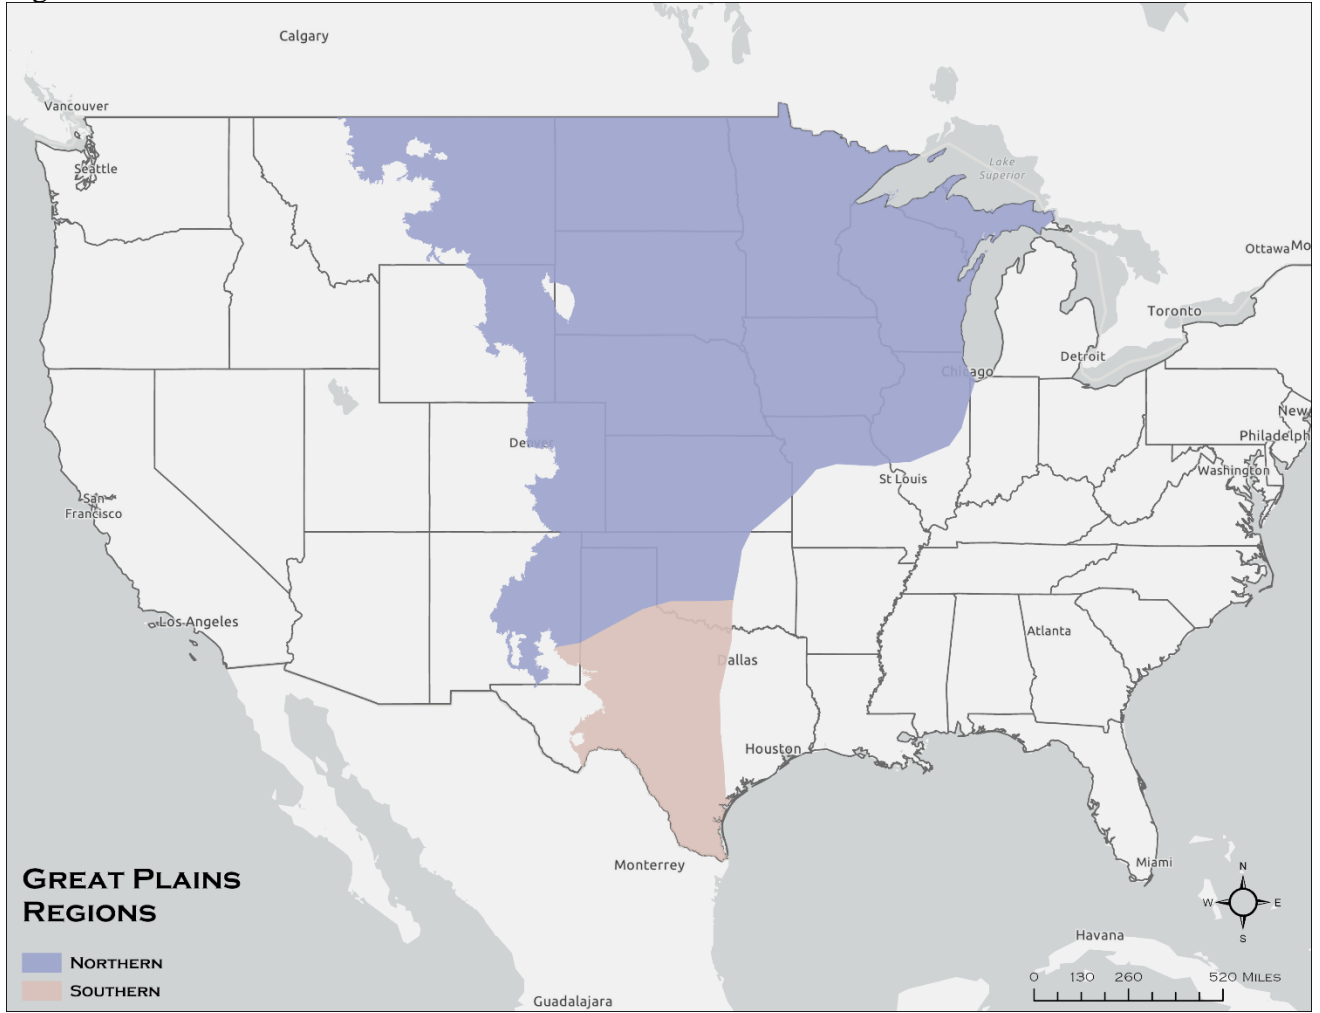 Calgary
Vancouver
Seattle
Lake
Superior
Ottawa Mo
Toronto
Detroit
Chicago
New
Denver
Philadelph
Washington
St Louis
San
Francisco
Los Angeles
Atlanta
Dallas
Houston
Monterrey
Miami
Havana
Guadalajara
GREAT PLAINS
REGIONS
NORTHERN
SOUTHERN
N
W E
S
0 130 260 520 MILES